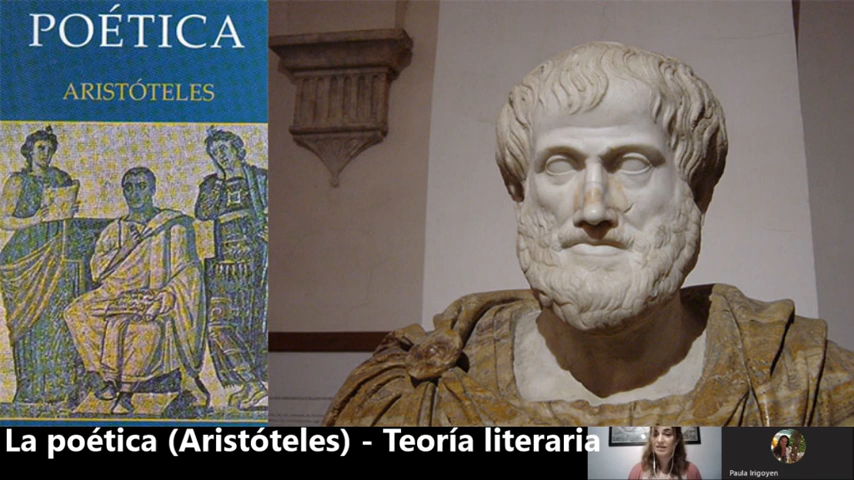 POÉTICA
ARISTÓTELES
La poética (Aristóteles) - Teoría literaria
Paula Irigoyen